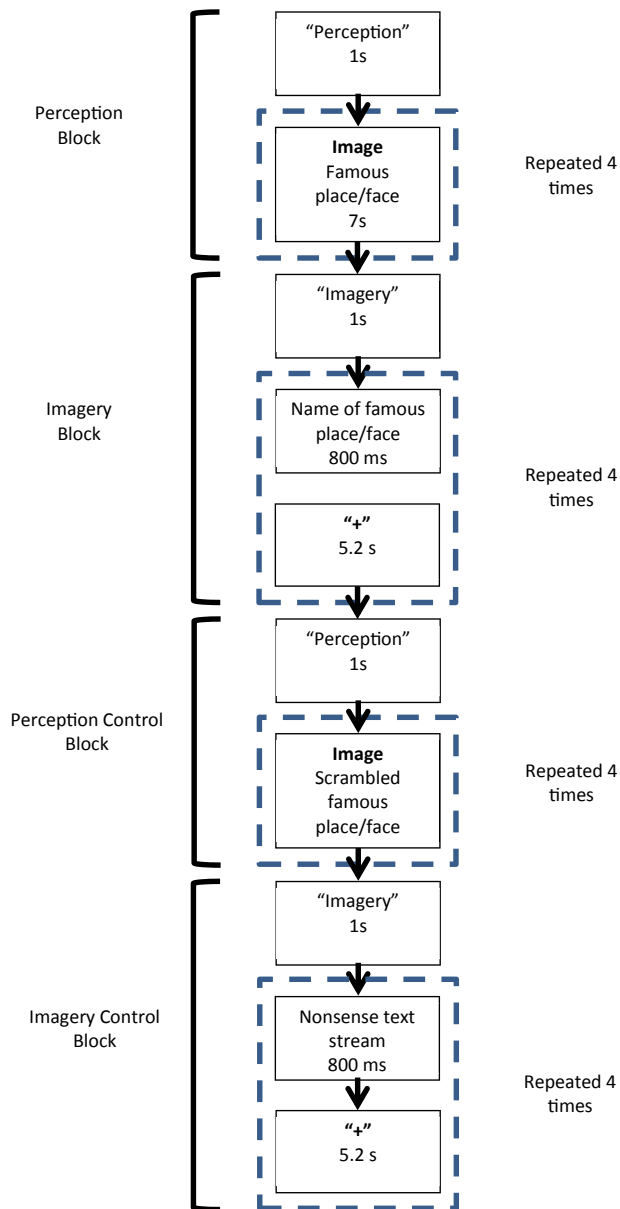 “Perception”
1s
Perception
Block
Image
Famous
place/face
7s
Repeated 4
times
“Imagery”
1s
Imagery
Block
Name of famous
place/face
800 ms
Repeated 4
times
“+”
5.2 s
“Perception”
1s
Perception Control
Block
Image
Scrambled
famous
place/face
Repeated 4
times
“Imagery”
1s
Imagery Control
Block
Nonsense text
stream
800 ms
Repeated 4
times
“+”
5.2 s